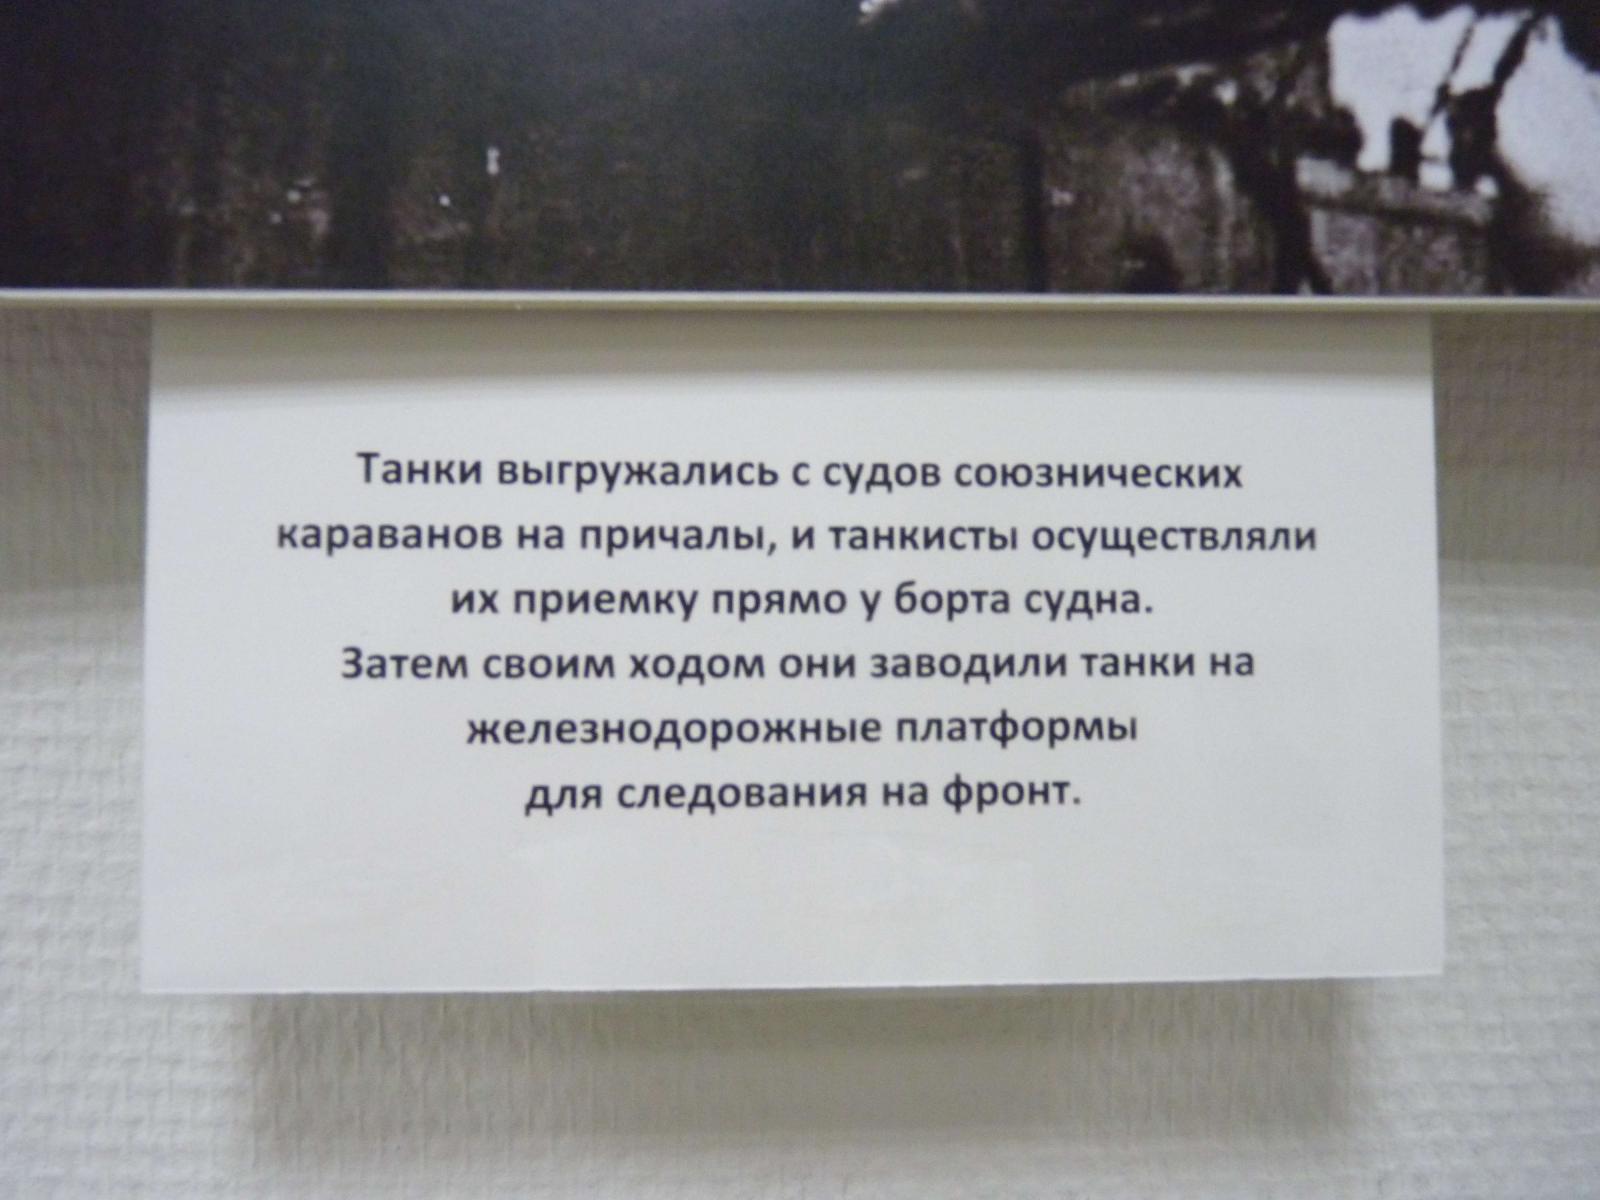 Танки выгружались с судов союзнических
караванов на причалы, и танкисты осуществляли
их приемку прямо у борта судна.
Затем своим ходом они заводили танки на
железнодорожные платформы
для следования на фронт.